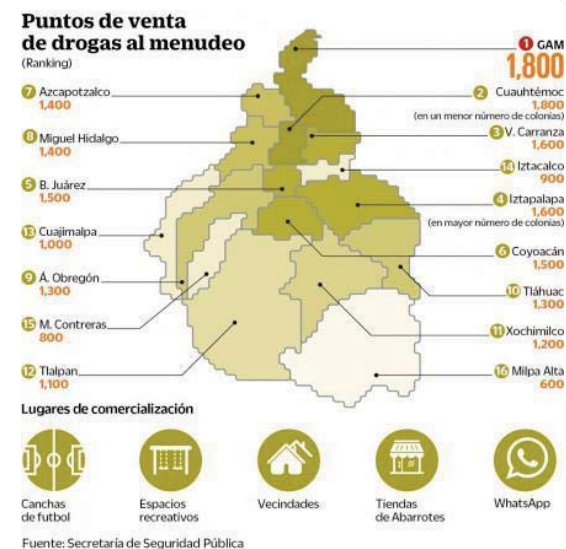 Puntos de venta
de drogas al menudeo
(Ranking)
1 GAM
1,800
2 Cuauhtémoc
1,800
(en un menor número de colonias)
3 V. Carranza
1,600
14 Iztacalco
900
4 Iztapalapa
1,600
(en mayor número de colonias)
6 Coyoacán
1,500
10 Tláhuac
1,300
11 Xochimilco
1,200
16 Milpa Alta
600
7 Azcapotzalco
1,400
8 Miguel Hidalgo
1,400
5 B. Juárez
1,500
13 Cuajimalpa
1,000
9 Á. Obregón
1,300
15 M. Contreras
800
12 Tlalpan
1,100
Lugares de comercialización
Canchas
de futbol
Espacios
recreativos
Vecindades
Tiendas
de Abarrotes
WhatsApp
Fuente: Secretaría de Seguridad Pública